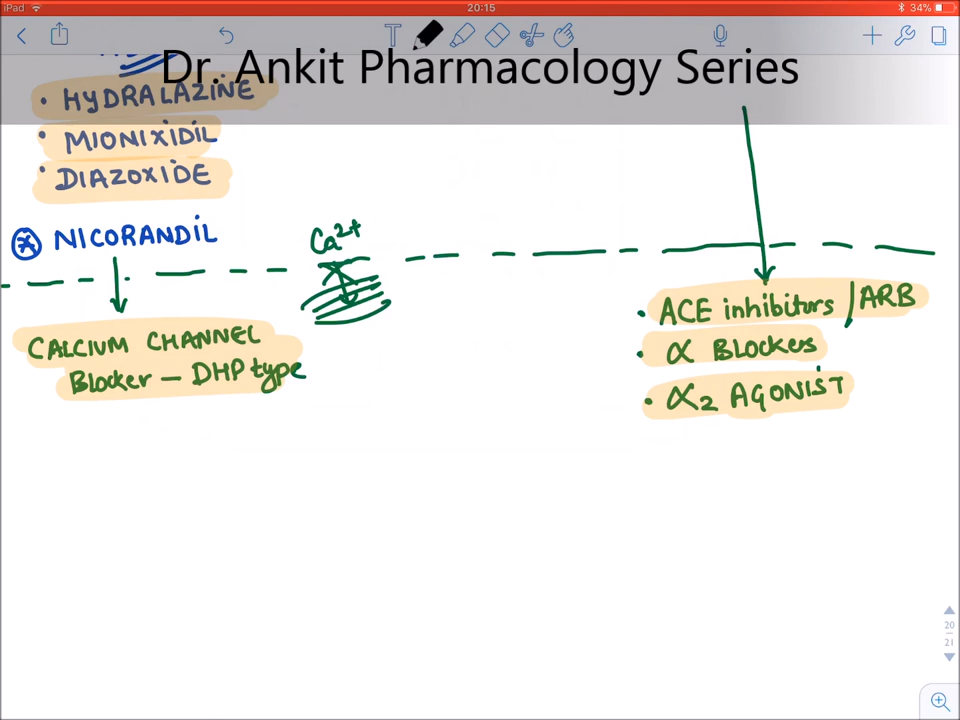 iPad
20:15
34%
Dr. Ankit Pharmacology Series
• HYDRALAZINE
• MIONIXIDIL
• DIAZOXIDE
NICORANDIL
Ca2+
CALCIUM CHANNEL
Blocker – DHP type
• ACE inhibitors / ARB
• α BLOCKers
• α2 AGONIST
20
21